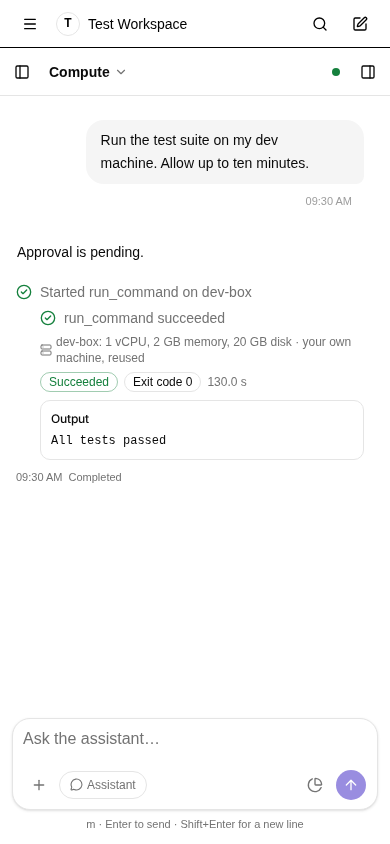 T Test Workspace
Compute
Run the test suite on my dev
machine. Allow up to ten minutes.
09:30 AM
Approval is pending.
Started run_command on dev-box
run_command succeeded
dev-box: 1 vCPU, 2 GB memory, 20 GB disk · your own
machine, reused
Succeeded Exit code 0 130.0 s
Output
All tests passed
09:30 AM Completed
Ask the assistant…
Assistant
m · Enter to send · Shift+Enter for a new line